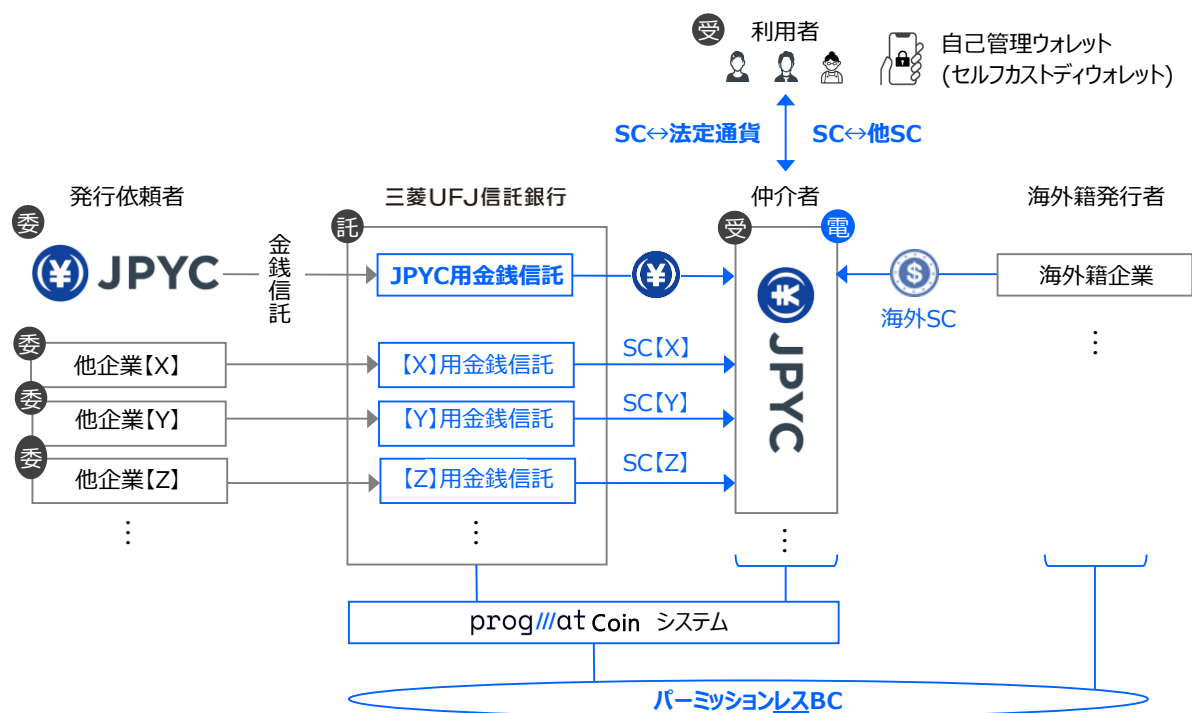 受
利用者
自己管理ウォレット
(セルフカストディウォレット)
SC↔法定通貨
SC↔他SC
発行依頼者
三菱UFJ信託銀行
仲介者
海外籍発行者
委
託
受
電
¥ JPYC
金銭信託
JPYC用金銭信託
¥
¥ JPYC
$
海外籍企業
海外SC
⋮
委
他企業【X】
【X】用金銭信託
SC【X】
委
他企業【Y】
【Y】用金銭信託
SC【Y】
委
他企業【Z】
【Z】用金銭信託
SC【Z】
⋮
⋮
⋮
progmat Coin システム
パーミッションレスBC